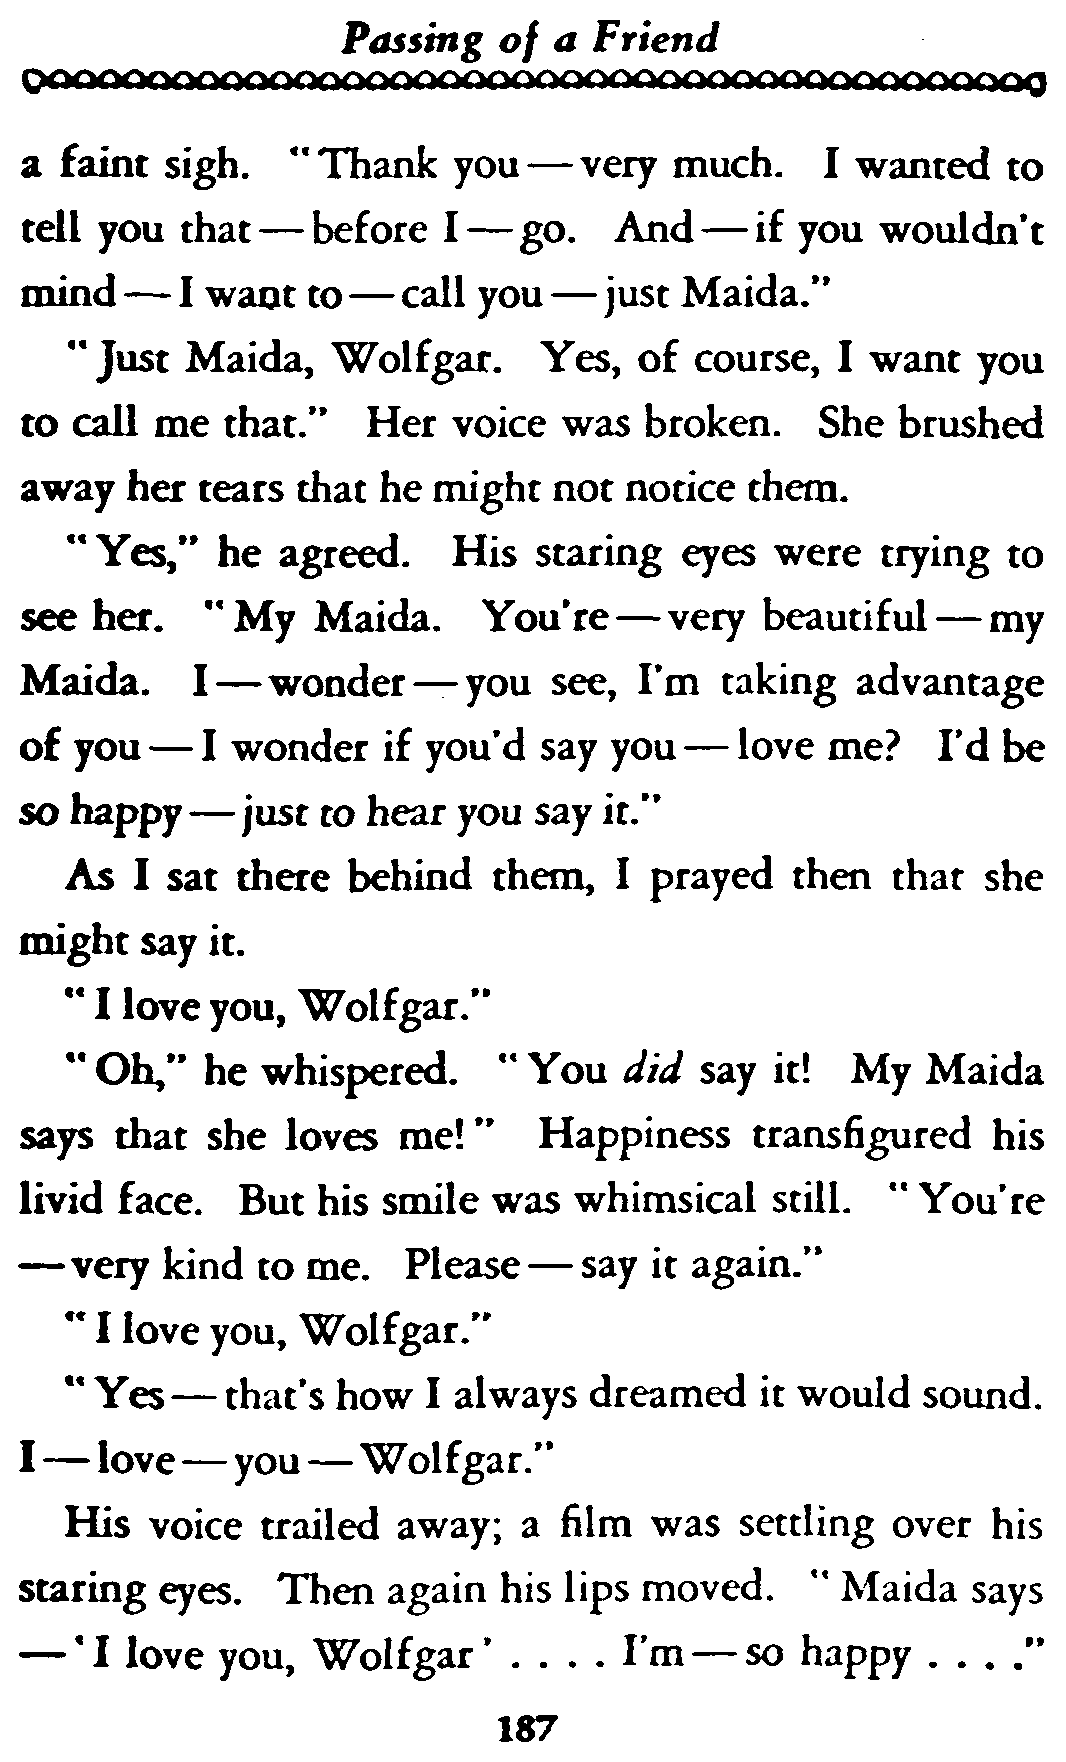 Passing of a Friend
a faint sigh. "Thank you—very much. I wanted to
tell you that—before I—go. And—if you wouldn't
mind—I want to—call you—just Maida."
"Just Maida, Wolfgar. Yes, of course, I want you
to call me that." Her voice was broken. She brushed
away her tears that he might not notice them.
"Yes," he agreed. His staring eyes were trying to
see her. "My Maida. You're—very beautiful—my
Maida. I—wonder—you see, I'm taking advantage
of you—I wonder if you'd say you—love me? I'd be
so happy—just to hear you say it."
As I sat there behind them, I prayed then that she
might say it.
"I love you, Wolfgar."
"Oh," he whispered. "You did say it! My Maida
says that she loves me!" Happiness transfigured his
livid face. But his smile was whimsical still. "You're
—very kind to me. Please—say it again."
"I love you, Wolfgar."
"Yes—that's how I always dreamed it would sound.
I—love—you—Wolfgar."
His voice trailed away; a film was settling over his
staring eyes. Then again his lips moved. "Maida says
—'I love you, Wolfgar' . . . . I'm—so happy . . . ."
187